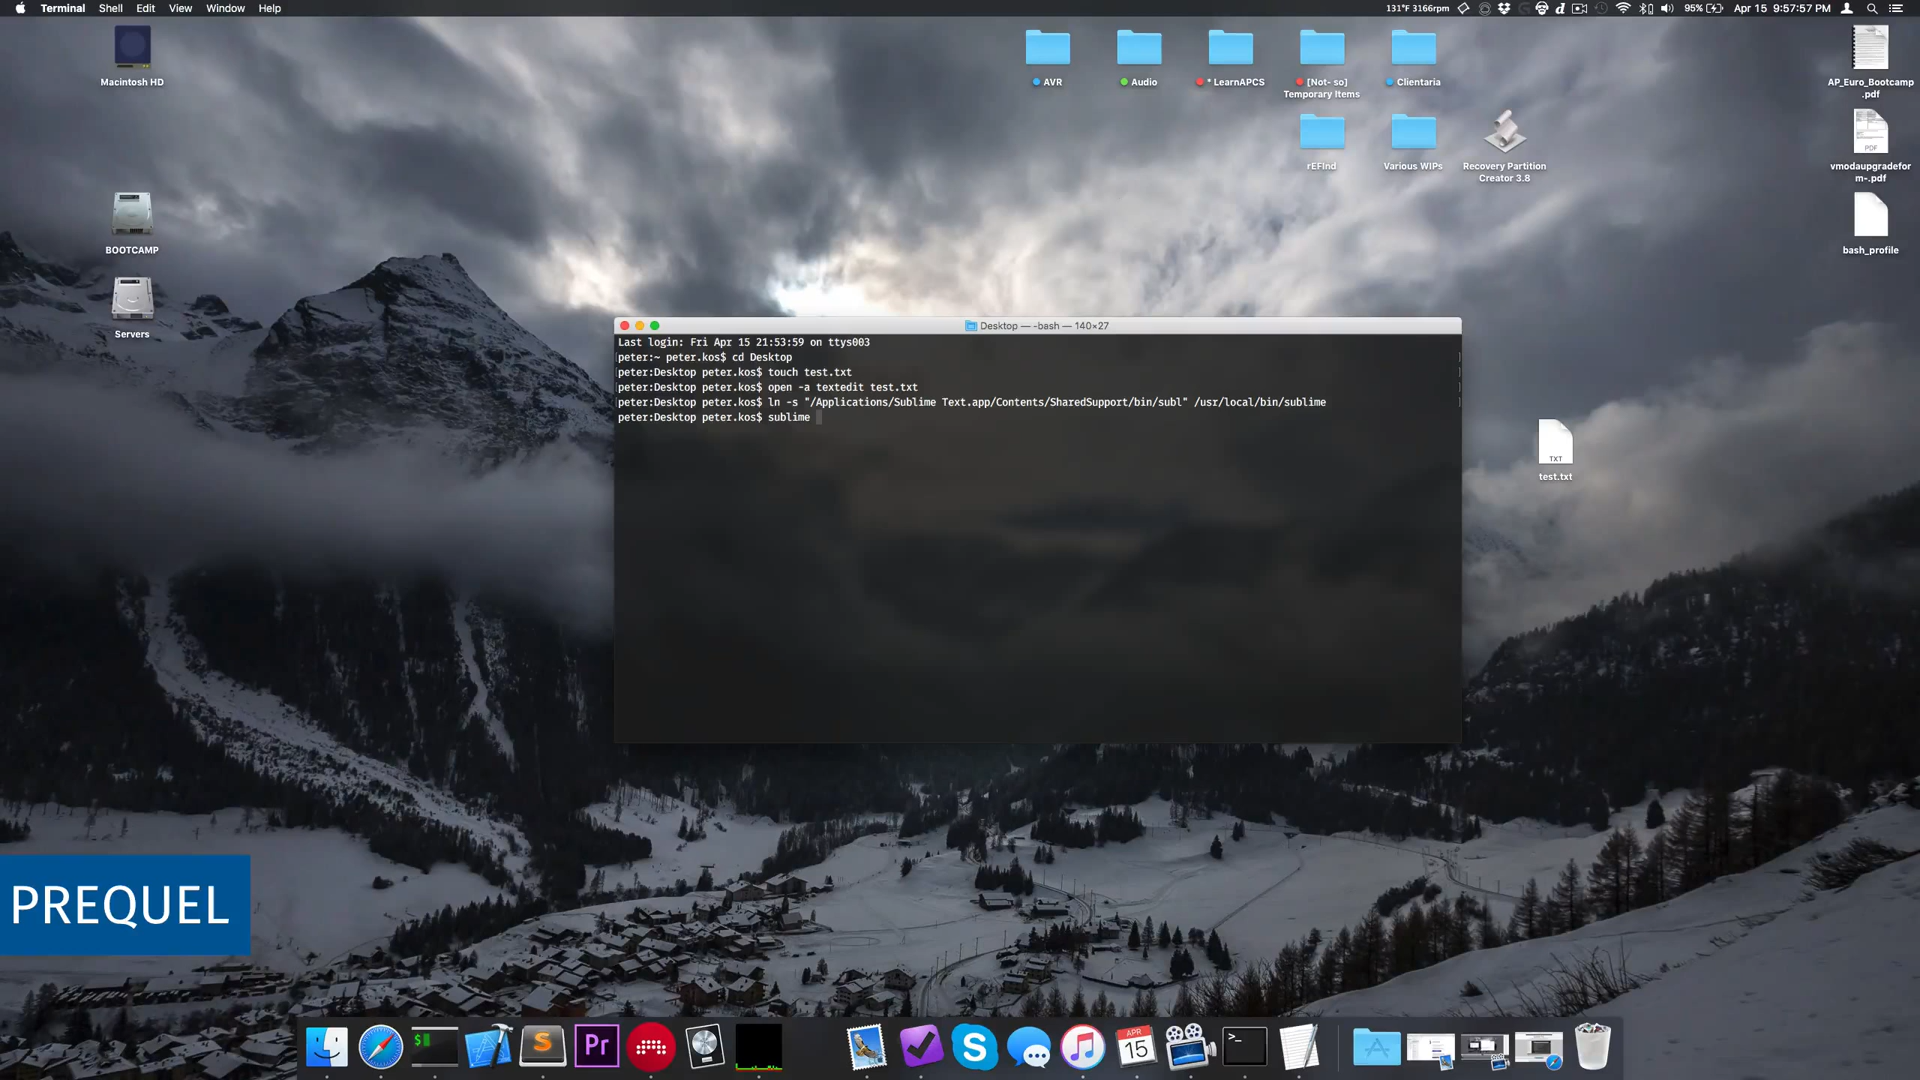 Terminal Shell Edit View Window Help
131°F 3166rpm
95%
Apr 15 9:57:57 PM
Macintosh HD
BOOTCAMP
Servers
AVR
Audio
* LearnAPCS
[Not- so]
Temporary Items
Clientaria
rEFInd
Various WIPs
Recovery Partition
Creator 3.8
AP_Euro_Bootcamp
.pdf
PDF
vmodaupgradefor
m-.pdf
bash_profile
Desktop — -bash — 140×27
Last login: Fri Apr 15 21:53:59 on ttys003
[peter:~ peter.kos$ cd Desktop ]
[peter:Desktop peter.kos$ touch test.txt ]
[peter:Desktop peter.kos$ open -a textedit test.txt ]
[peter:Desktop peter.kos$ ln -s "/Applications/Sublime Text.app/Contents/SharedSupport/bin/subl" /usr/local/bin/sublime ]
peter:Desktop peter.kos$ sublime
TXT
test.txt
PREQUEL
$
S
Pr
S
APR
15
>_